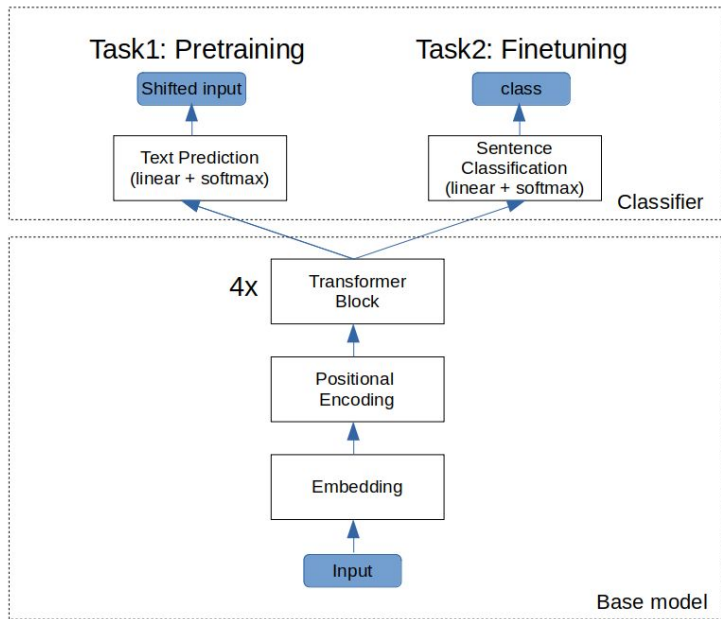 Task1: Pretraining
Task2: Finetuning
Shifted input
class
Text Prediction
(linear + softmax)
Sentence
Classification
(linear + softmax)
Classifier
4x
Transformer
Block
Positional
Encoding
Embedding
Input
Base model